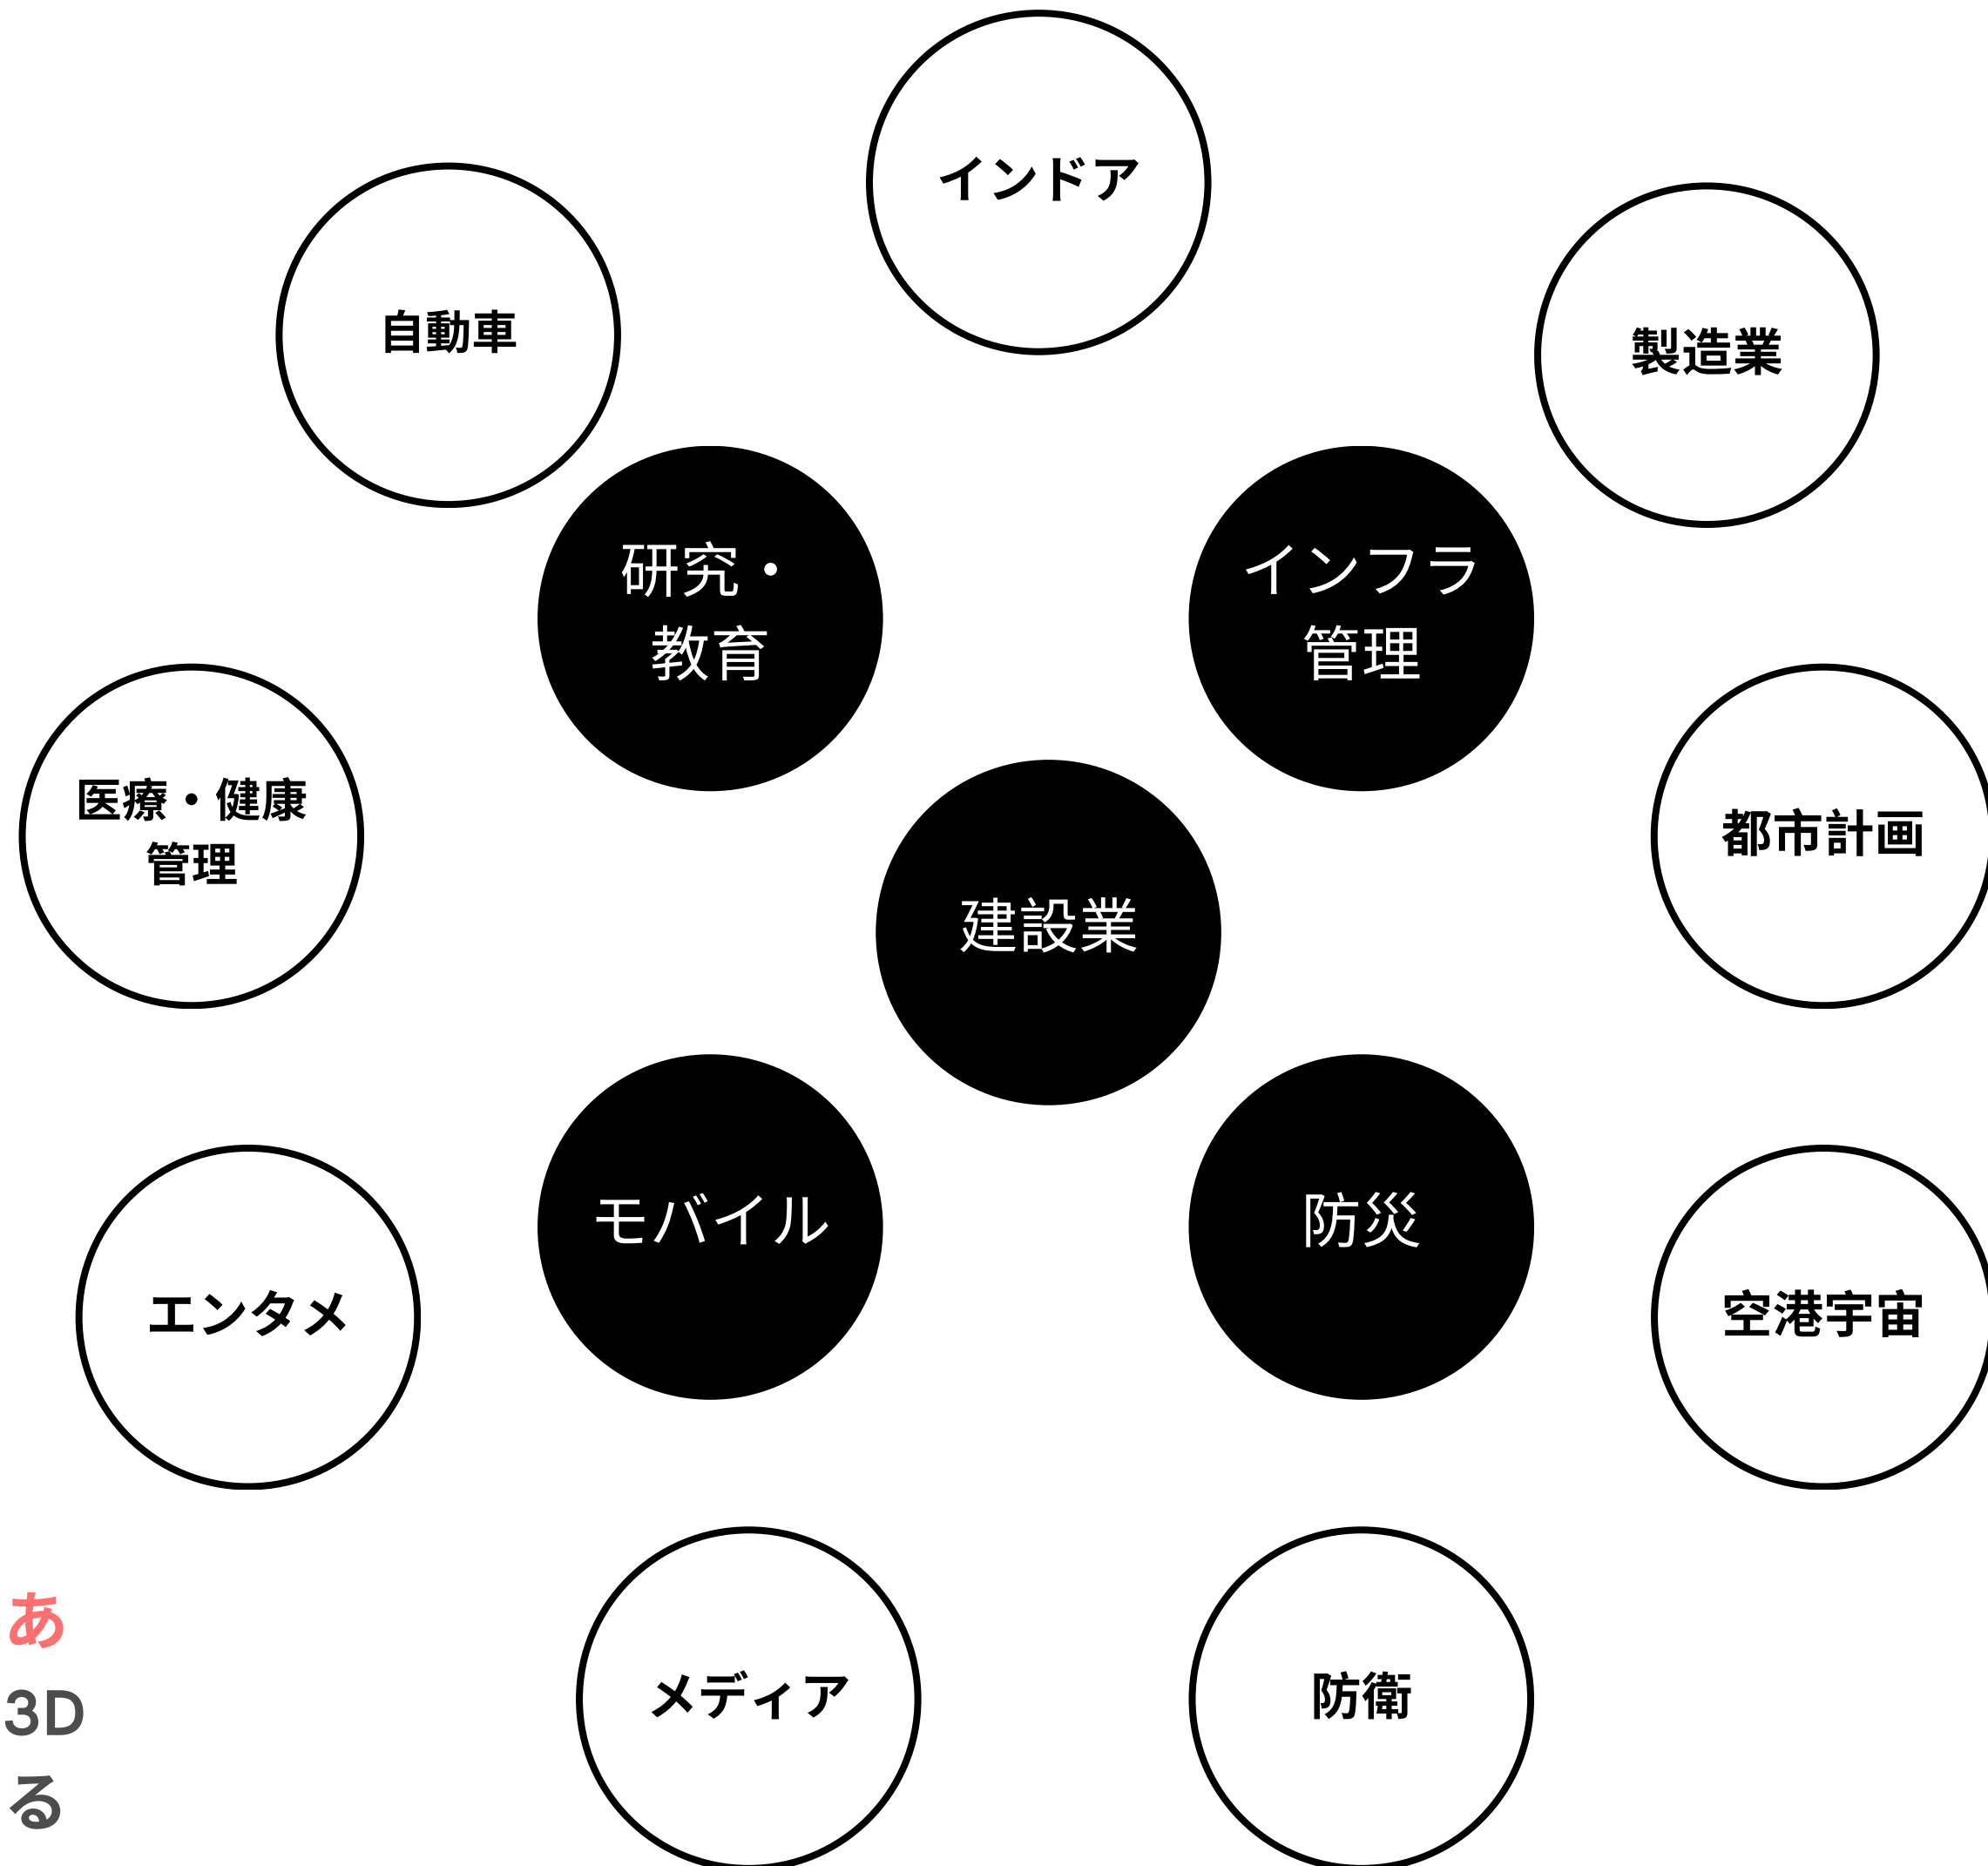 インドア
自動車
製造業
研究・
教育
インフラ
管理
医療・健康
管理
都市計画
建設業
モバイル
防災
エンタメ
空港宇宙
メディア
防衛
あ
3D
る